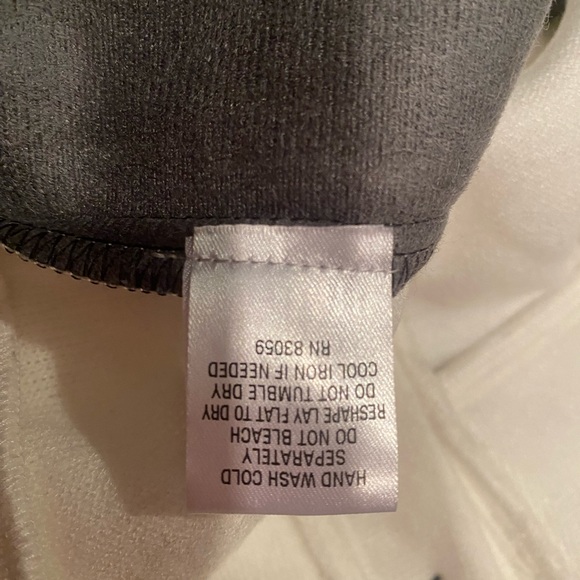 HAND WASH COLD
SEPARATELY
DO NOT BLEACH
RESHAPE LAY FLAT TO DRY
DO NOT TUMBLE DRY
COOL IRON IF NEEDED
RN 83059